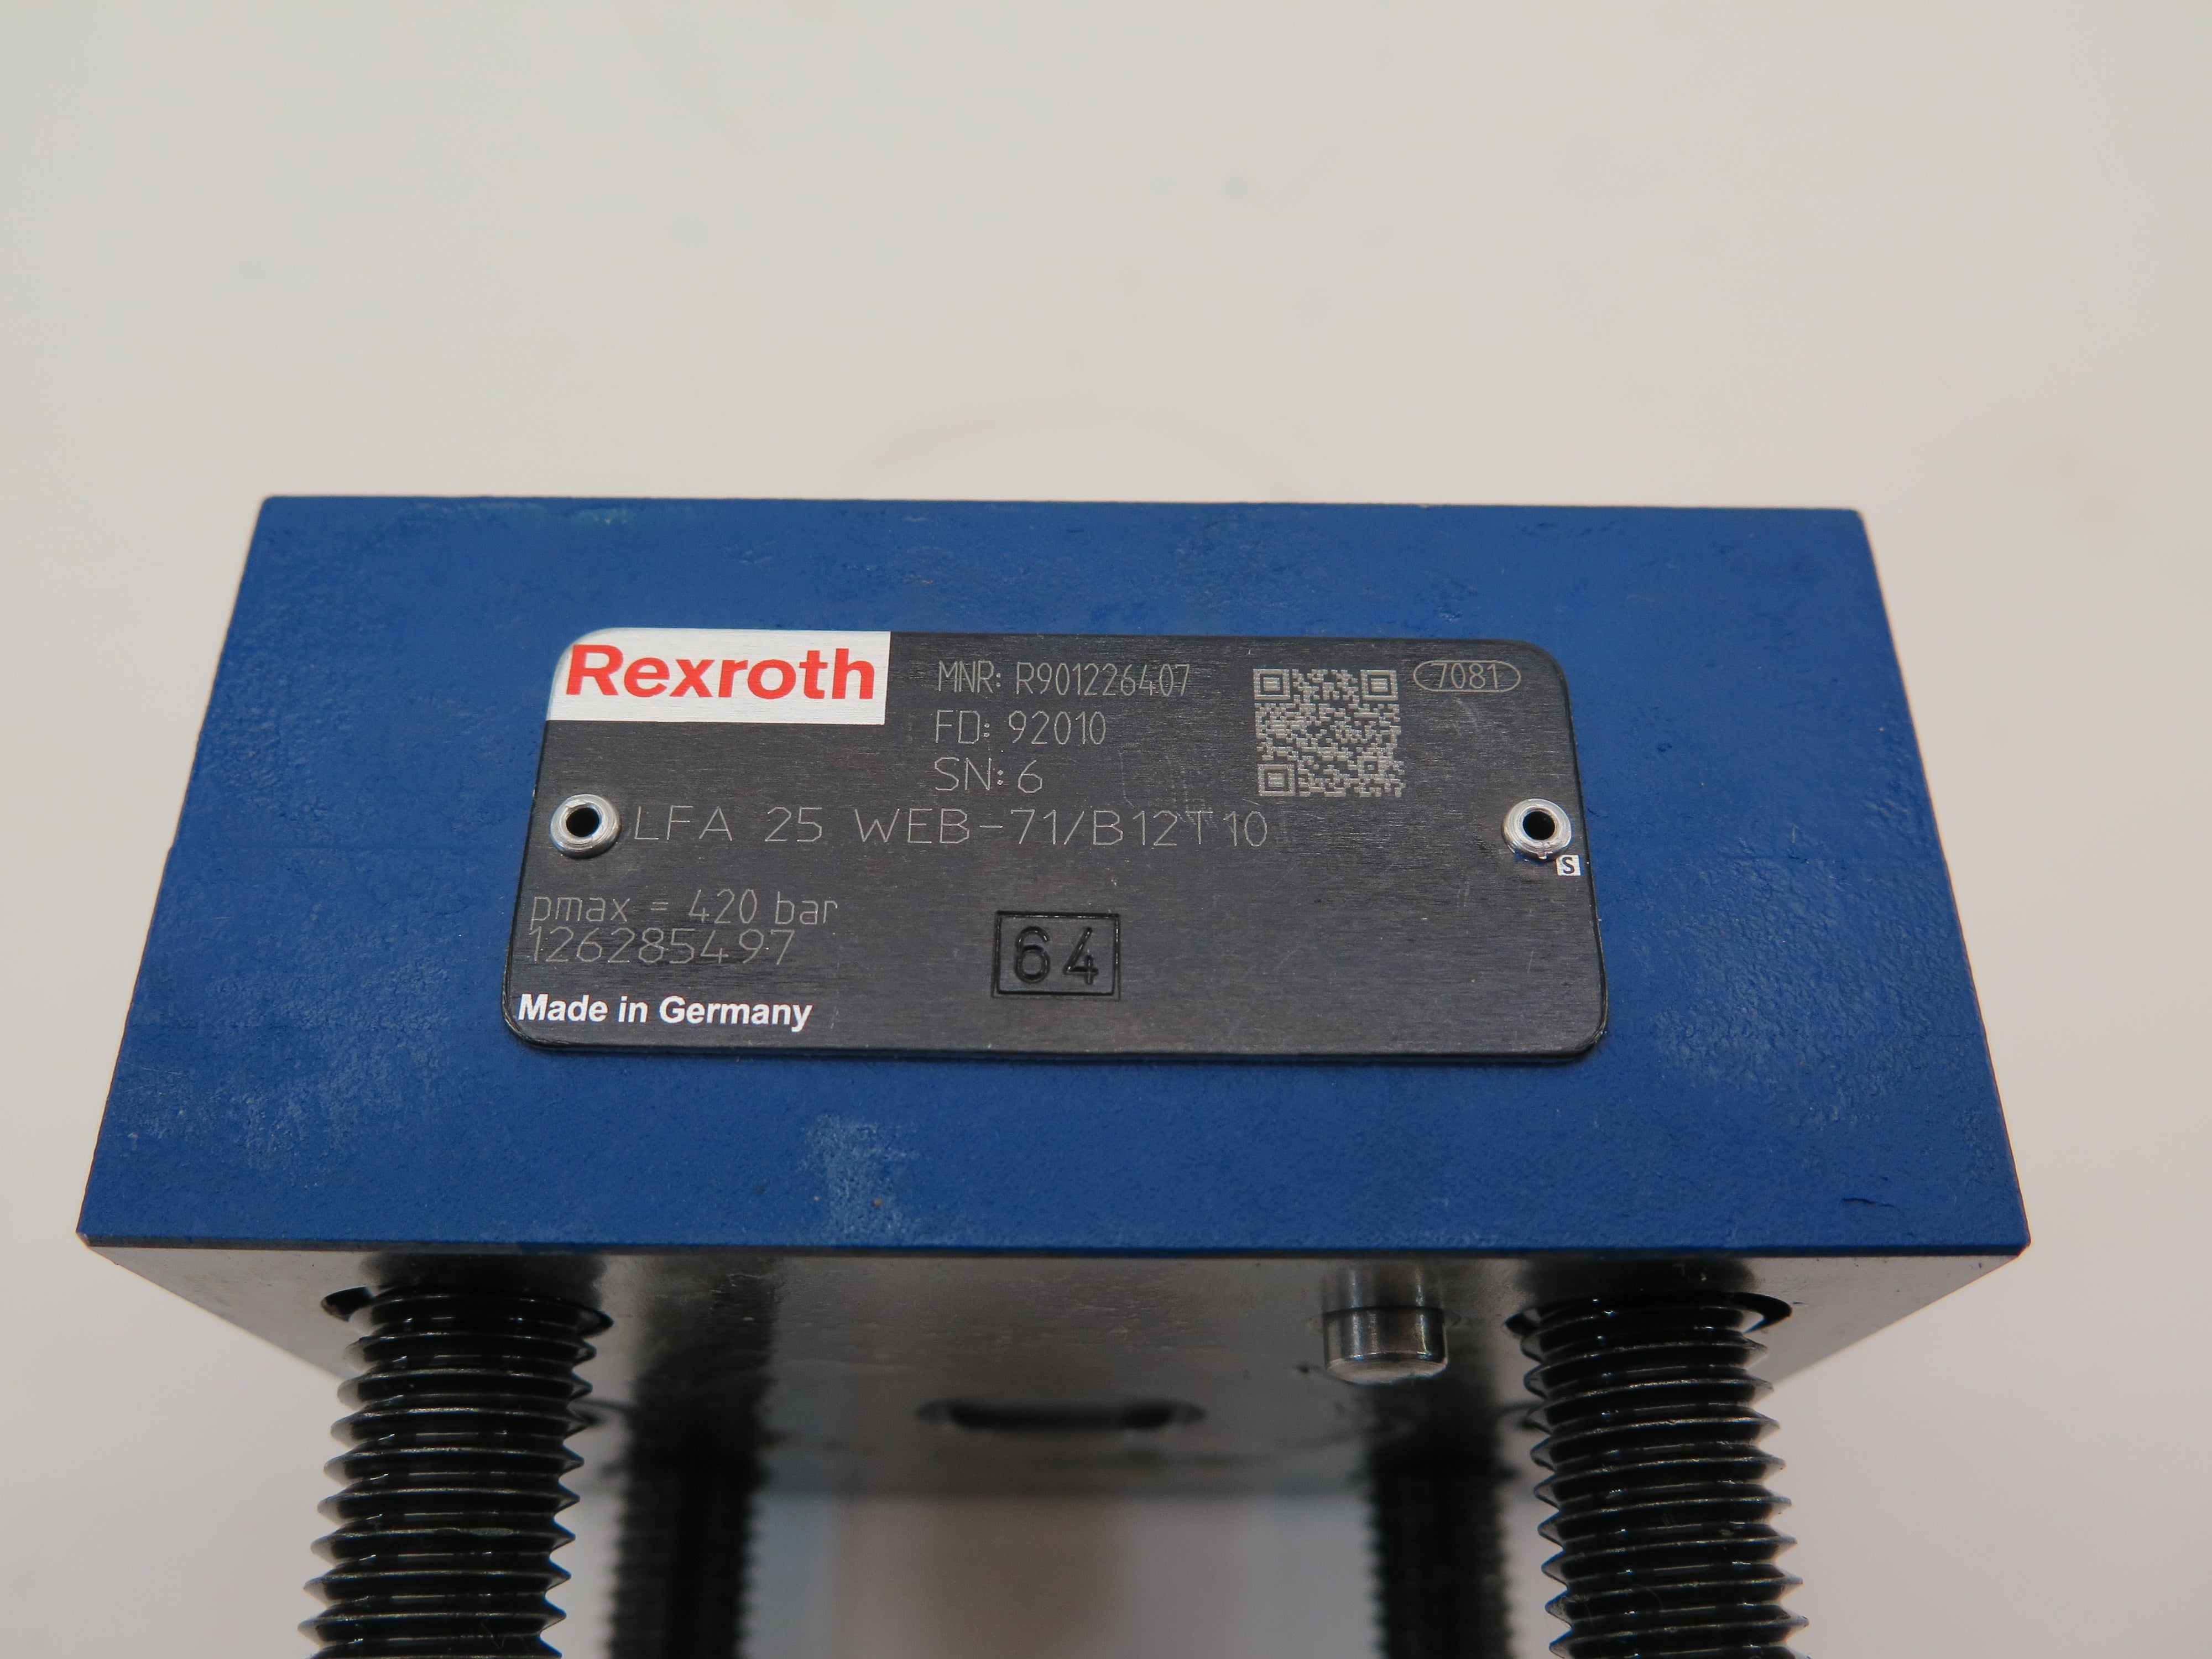 Rexroth
MNR: R901226407
7081
FD: 92010
SN: 6
LFA 25 WEB-71/B12T10
S
pmax = 420 bar
126285497
64
Made in Germany